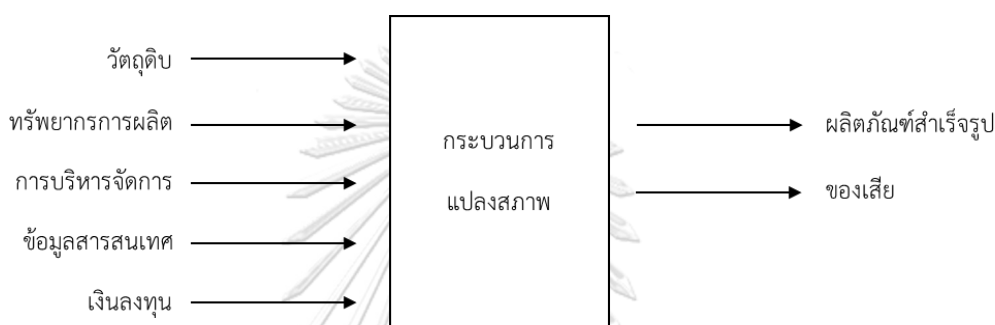 วัตถุดิบ
ทรัพยากรการผลิต
การบริหารจัดการ
ข้อมูลสารสนเทศ
เงินลงทุน
กระบวนการ
แปลงสภาพ
ผลิตภัณฑ์สำเร็จรูป
ของเสีย